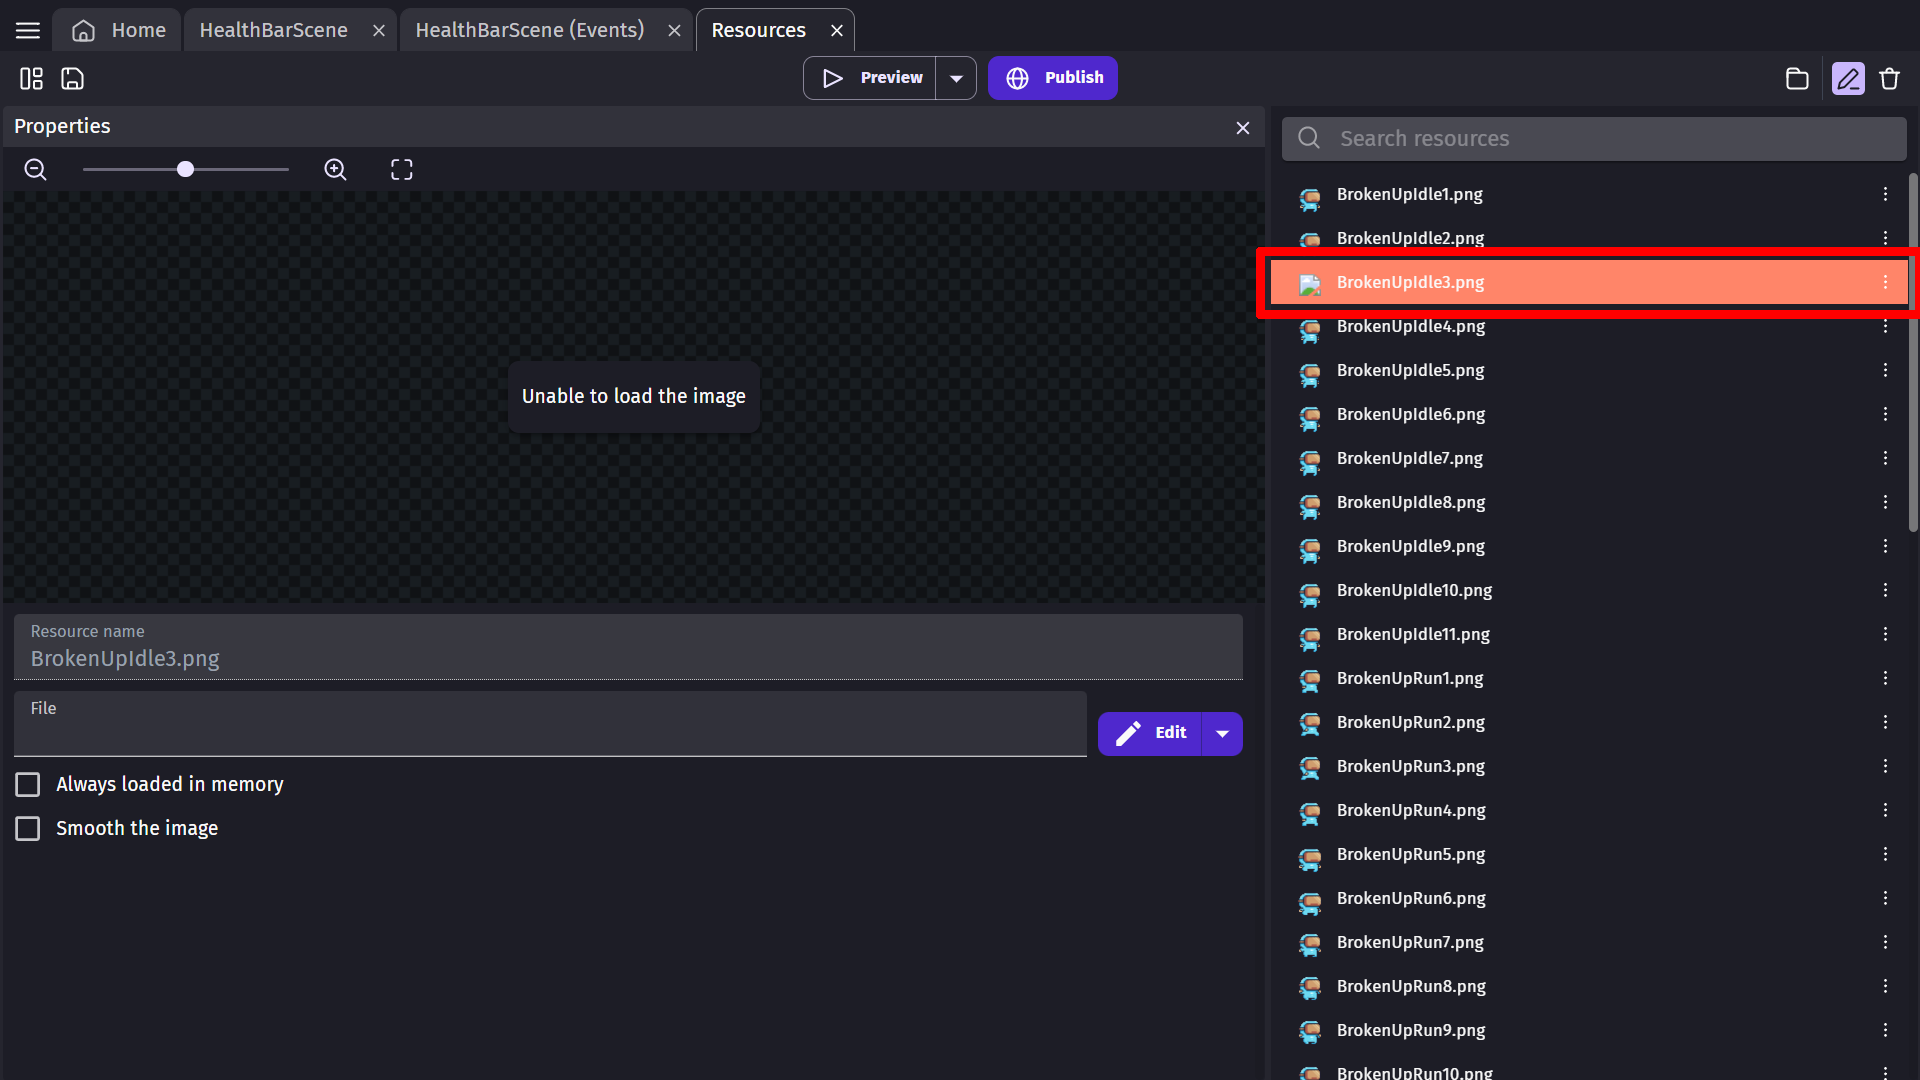 Home
HealthBarScene
HealthBarScene (Events)
Resources
Preview
Publish
Properties
Unable to load the image
Resource name
BrokenUpIdle3.png
File
Edit
Always loaded in memory
Smooth the image
Search resources
BrokenUpIdle1.png
BrokenUpIdle2.png
BrokenUpIdle3.png
BrokenUpIdle4.png
BrokenUpIdle5.png
BrokenUpIdle6.png
BrokenUpIdle7.png
BrokenUpIdle8.png
BrokenUpIdle9.png
BrokenUpIdle10.png
BrokenUpIdle11.png
BrokenUpRun1.png
BrokenUpRun2.png
BrokenUpRun3.png
BrokenUpRun4.png
BrokenUpRun5.png
BrokenUpRun6.png
BrokenUpRun7.png
BrokenUpRun8.png
BrokenUpRun9.png
BrokenUpRun10.png